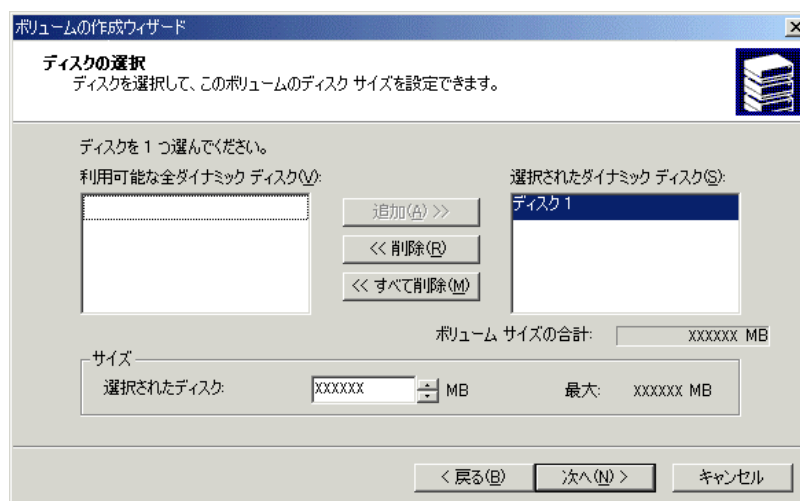 ボリュームの作成ウィザード
ディスクの選択
ディスクを選択して、このボリュームのディスク サイズを設定できます。
ディスクを 1 つ選んでください。
利用可能な全ダイナミック ディスク(V):
選択されたダイナミック ディスク(S):
追加(A) >>
ディスク 1
<< 削除(R)
<< すべて削除(M)
ボリューム サイズの合計: XXXXXX MB
サイズ
選択されたディスク: XXXXXX MB 最大: XXXXXX MB
< 戻る(B) 次へ(N) > キャンセル